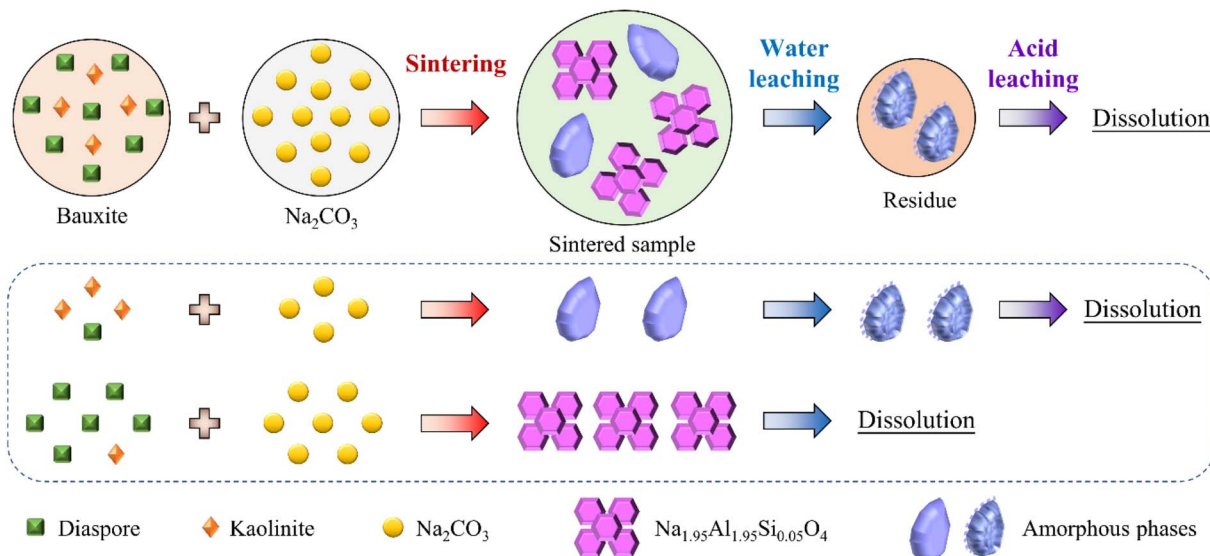 Sintering
Water
leaching
Acid
leaching
Dissolution
Bauxite
Na₂CO₃
Sintered sample
Residue
Dissolution
Dissolution
Diaspore
Kaolinite
Na₂CO₃
Na₁.₉₅Al₁.₉₅Si₀.₀₅O₄
Amorphous phases